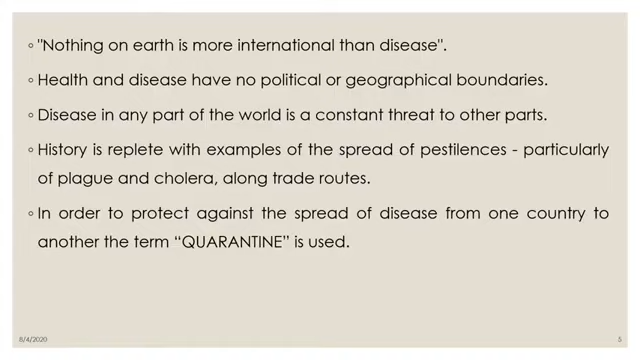 ◦ "Nothing on earth is more international than disease".
◦ Health and disease have no political or geographical boundaries.
◦ Disease in any part of the world is a constant threat to other parts.
◦ History is replete with examples of the spread of pestilences - particularly
of plague and cholera, along trade routes.
◦ In order to protect against the spread of disease from one country to
another the term “QUARANTINE” is used.
8/4/2020
5